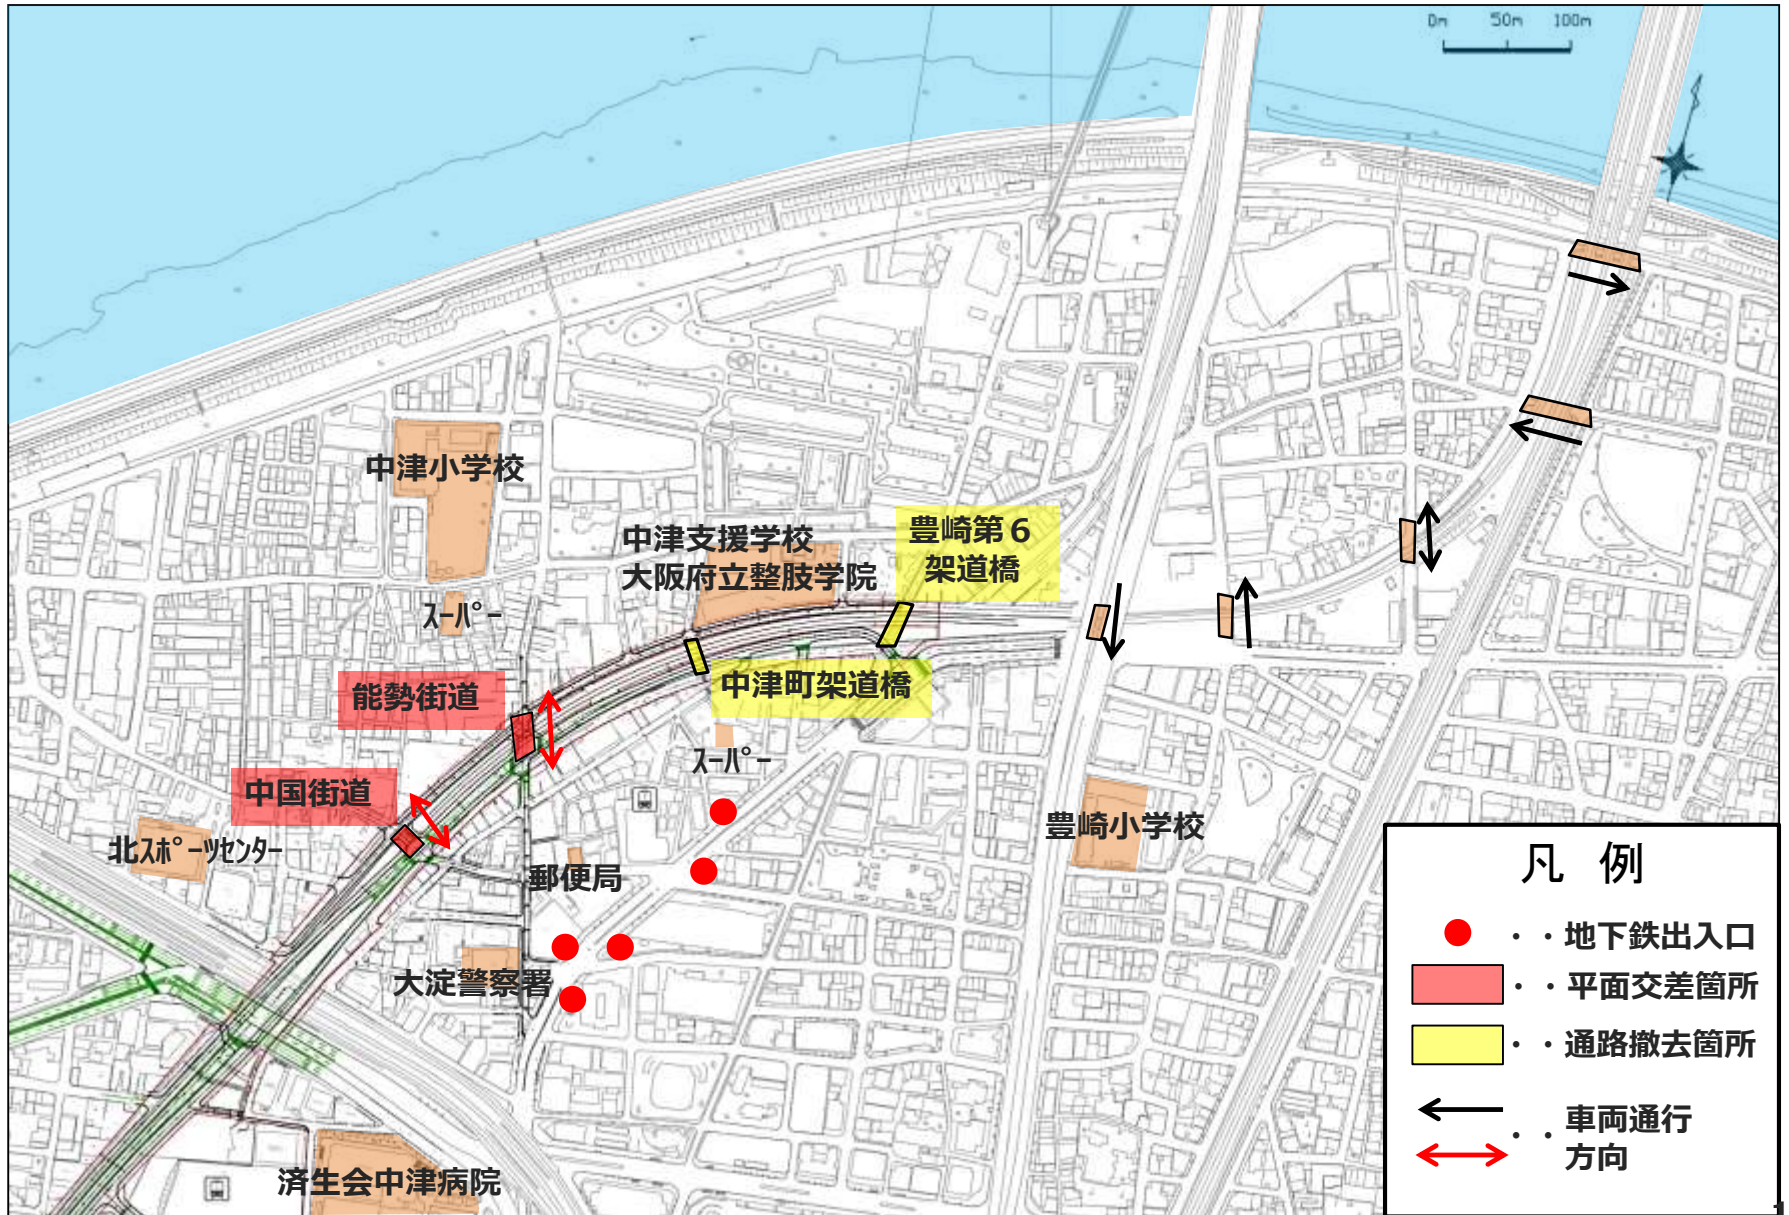 0m 50m 100m
中津小学校
中津支援学校
大阪府立整肢学院
豊崎第６
架道橋
ｽｰﾊﾟｰ
能勢街道
中津町架道橋
ｽｰﾊﾟｰ
中国街道
北ｽﾎﾟｰﾂｾﾝﾀｰ
郵便局
豊崎小学校
大淀警察署
済生会中津病院
凡 例
・・地下鉄出入口
・・平面交差箇所
・・通路撤去箇所
・・車両通行
方向